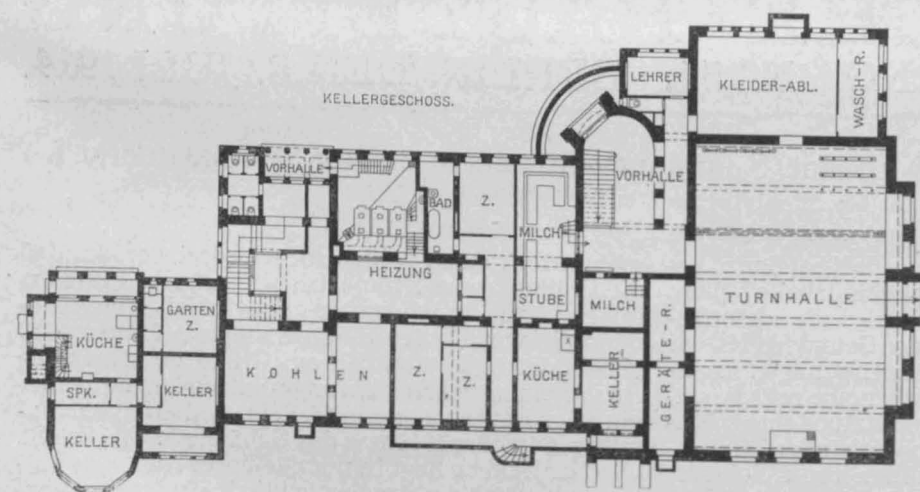 KELLERGESCHOSS.
LEHRER
KLEIDER-ABL.
WASCH-R.
VORHALLE
VORHALLE
BAD
Z.
MILCH
STUBE
HEIZUNG
MILCH
TURNHALLE
GERÄTE-R.
GARTEN
Z.
KÜCHE
KELLER
SPK.
KELLER
KOHLEN
Z.
Z.
KÜCHE
KELLER